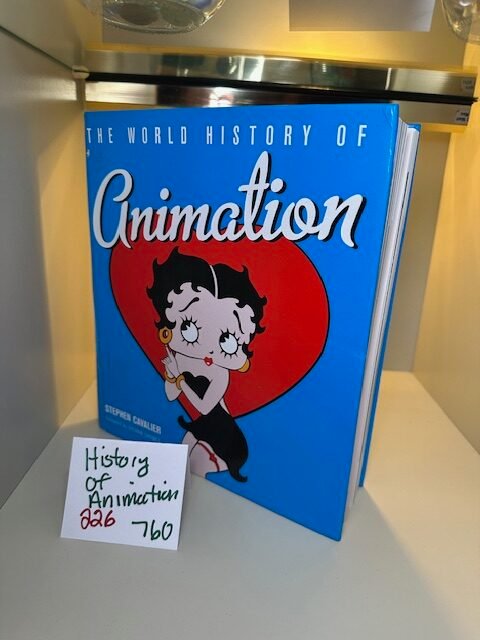 THE WORLD HISTORY OF
Animation
STEPHEN CAVALIER
History
of
Animation
226 760